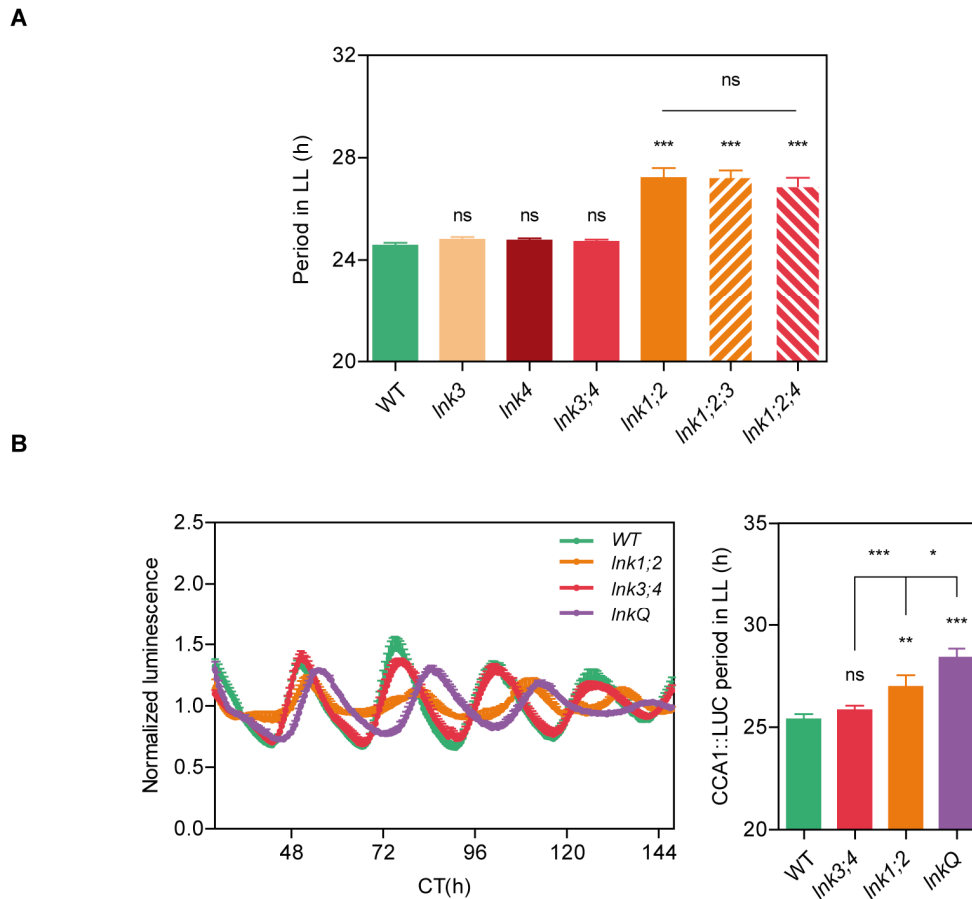 A
32
28
24
20
Period in LL (h)
ns
ns
ns
***
***
***
ns
WT
lnk3
lnk4
lnk3;4
lnk1;2
lnk1;2;3
lnk1;2;4
B
2.5
2.0
1.5
1.0
0.5
0.0
Normalized luminescence
WT
lnk1;2
lnk3;4
lnkQ
48
72
96
120
144
CT(h)
35
30
25
20
CCA1::LUC period in LL (h)
***
*
ns
**
***
WT
lnk3;4
lnk1;2
lnkQ